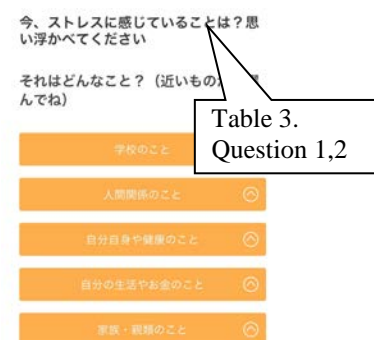 今、ストレスに感じていることは？思
い浮かべてください
それはどんなこと？（近いもの
んでね）
Table 3.
Question 1,2
学校のこと
人間関係のこと
自分自身や健康のこと
自分の生活やお金のこと
家族・親類のこと